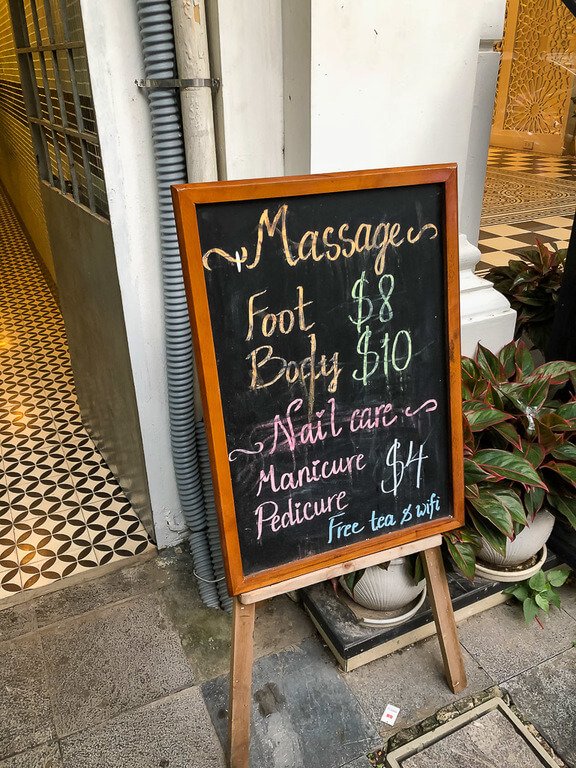 Massage
Foot $8
Body $10
Nail care
Manicure $4
Pedicure
Free tea & wifi